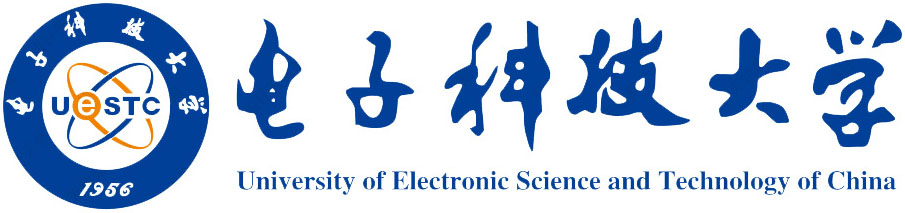 电子科技大学
UeSTC
1956
电子科技大学
University of Electronic Science and Technology of China